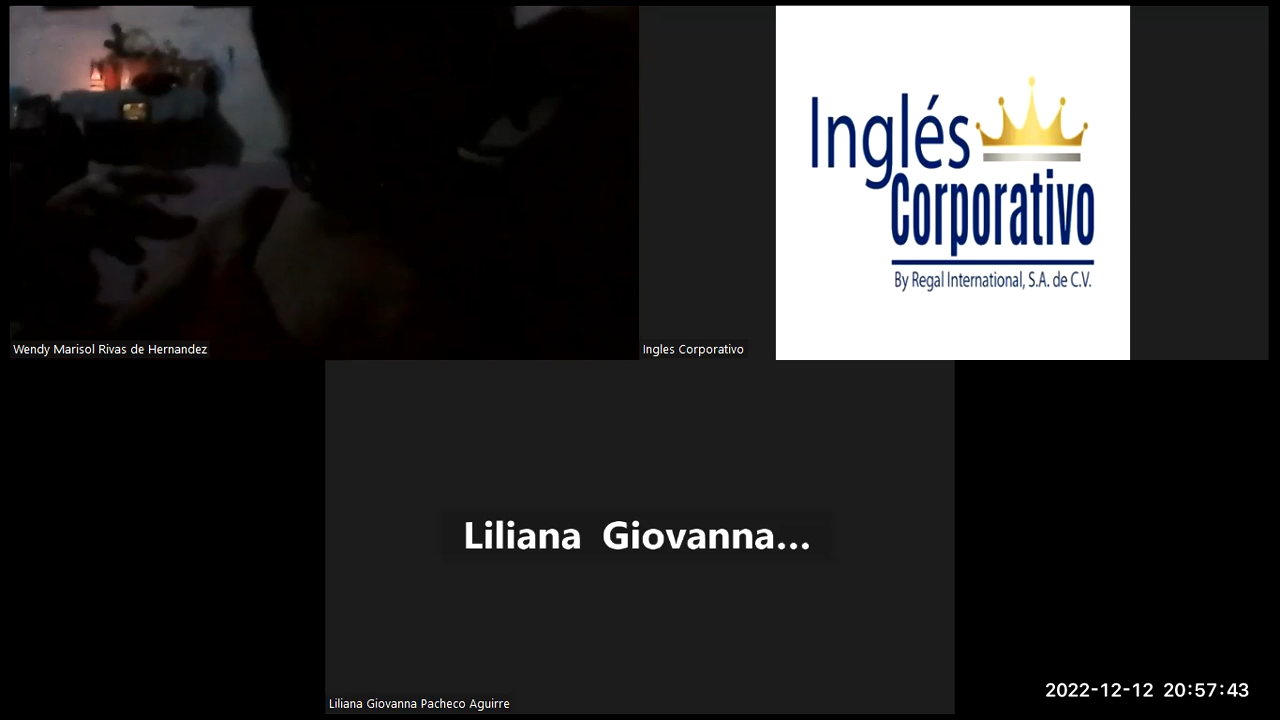 Inglés
Corporativo
By Regal International, S.A. de C.V.
Wendy Marisol Rivas de Hernandez
Ingles Corporativo
Liliana Giovanna...
Liliana Giovanna Pacheco Aguirre
2022-12-12 20:57:43